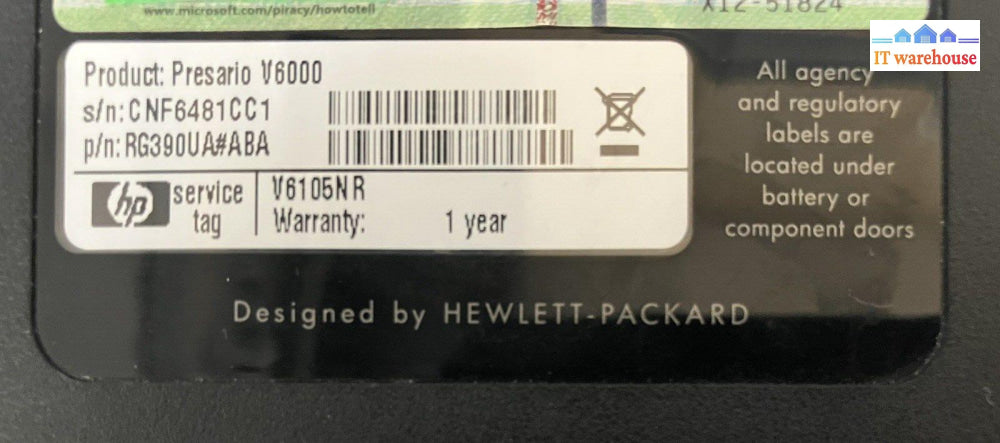 www.microsoft.com/piracy/howtotell
X12-51824
IT warehouse
Product: Presario V6000
s/n: CNF6481CC1
p/n: RG390UA#ABA
hp service tag
V6105NR
Warranty: 1 year
All agency
and regulatory
labels are
located under
battery or
component doors
Designed by HEWLETT-PACKARD